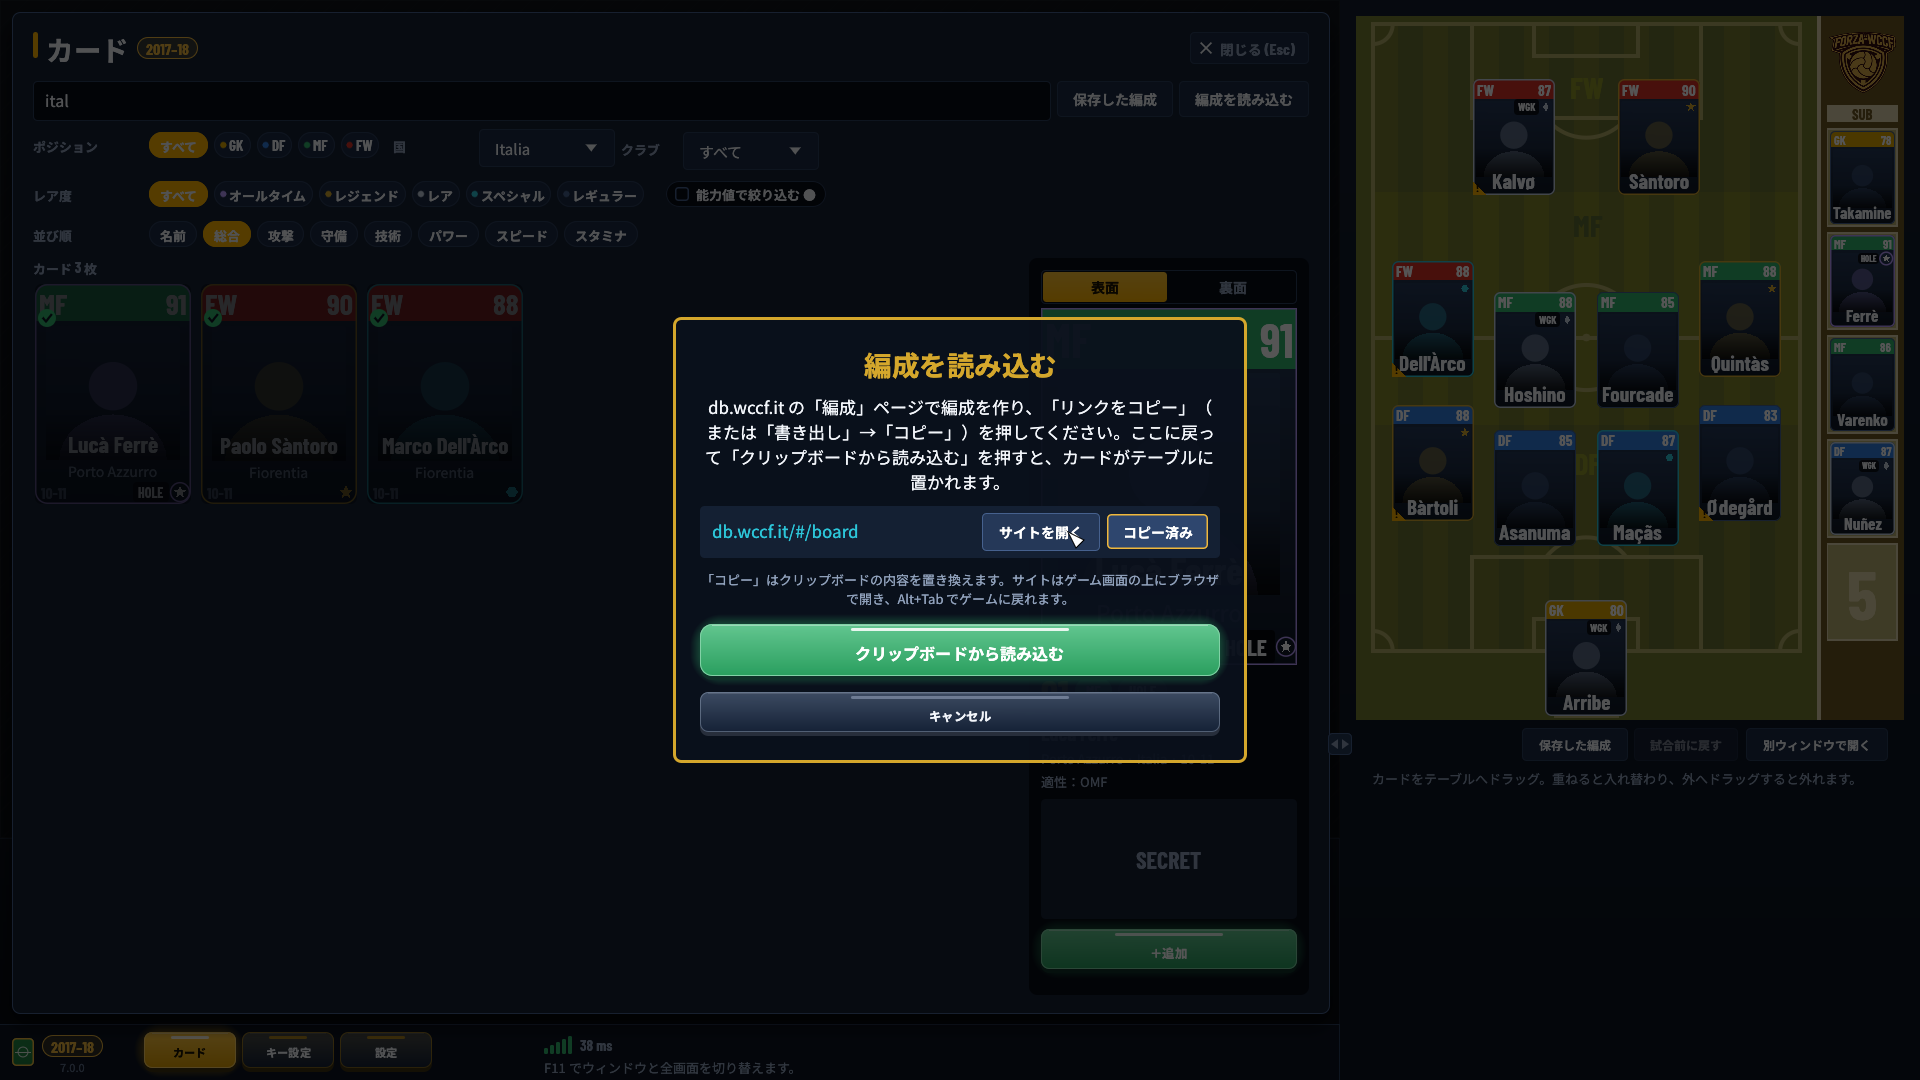 カード 2017-18
閉じる (Esc)
ital
保存した編成
編成を読み込む
ポジション
すべて
GK
DF
MF
FW
国
Italia
クラブ
すべて
レア度
すべて
オールタイム
レジェンド
レア
スペシャル
レギュラー
能力値で絞り込む
並び順
名前
総合
攻撃
守備
技術
パワー
スピード
スタミナ
カード 3 枚
MF 91
Lucà Ferrè
Porto Azzurro
10-11 HOLE
FW 90
Paolo Sàntoro
Fiorentia
10-11
FW 88
Marco Dell'Àrco
Fiorentia
10-11
表面
裏面
91
編成を読み込む
db.wccf.it の「編成」ページで編成を作り、「リンクをコピー」（
または「書き出し」→「コピー」）を押してください。ここに戻っ
て「クリップボードから読み込む」を押すと、カードがテーブルに
置かれます。
db.wccf.it/#/board
サイトを開く
コピー済み
「コピー」はクリップボードの内容を置き換えます。サイトはゲーム画面の上にブラウザ
で開き、Alt+Tab でゲームに戻れます。
クリップボードから読み込む
キャンセル
適性：OMF
SECRET
+追加
2017-18
7.0.0
カード
キー設定
設定
38 ms
F11 でウィンドウと全画面を切り替えます。
FORZA-WCCF
FW
MF
DF
FW 87
WGK
Kalvø
FW 90
Sàntoro
FW 88
Dell'Àrco
MF 88
WGK
Hoshino
MF 85
Fourcade
MF 88
Quintàs
DF 88
Bàrtoli
DF 85
Asanuma
DF 87
Maçãs
DF 83
Ødegård
GK 80
WGK
Arribe
SUB
GK 78
Takamine
MF 91
HOLE
Ferrè
MF 86
Varenko
DF 87
WGK
Nuñez
5
保存した編成
試合前に戻す
別ウィンドウで開く
カードをテーブルへドラッグ。重ねると入れ替わり、外へドラッグすると外れます。